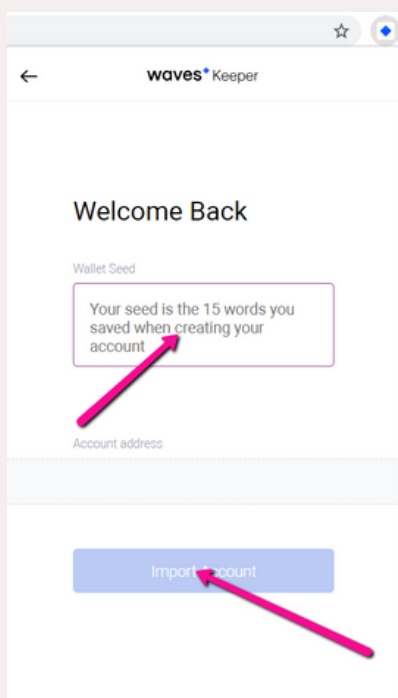 waves Keeper
Welcome Back
Wallet Seed
Your seed is the 15 words you
saved when creating your
account
Account address
Import Account